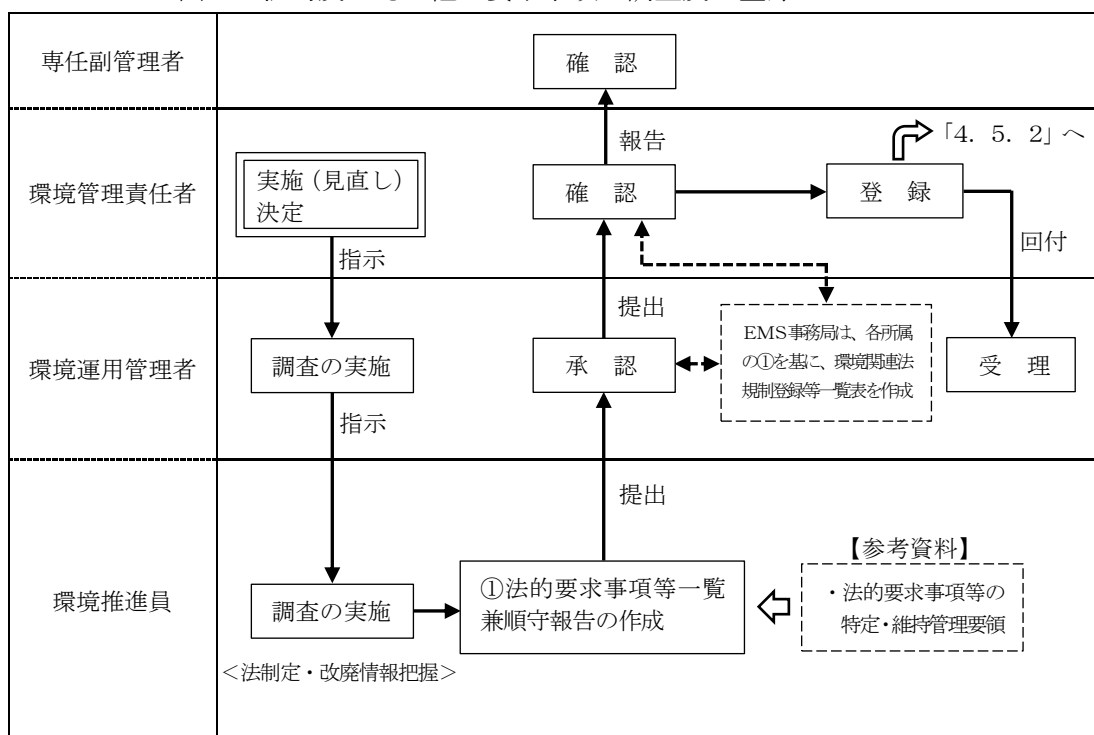 専任副管理者
確 認
報告
「4. 5. 2」へ
環境管理責任者
実施(見直し)
決定
確 認
登 録
回付
指示
提出
環境運用管理者
調査の実施
承 認
EMS事務局は、各所属
の①を基に、環境関連法
規制登録等一覧表を作成
受 理
指示
提出
環境推進員
調査の実施
①法的要求事項等一覧
兼順守報告の作成
【参考資料】
・法的要求事項等の
特定・維持管理要領
<法制定・改廃情報把握>